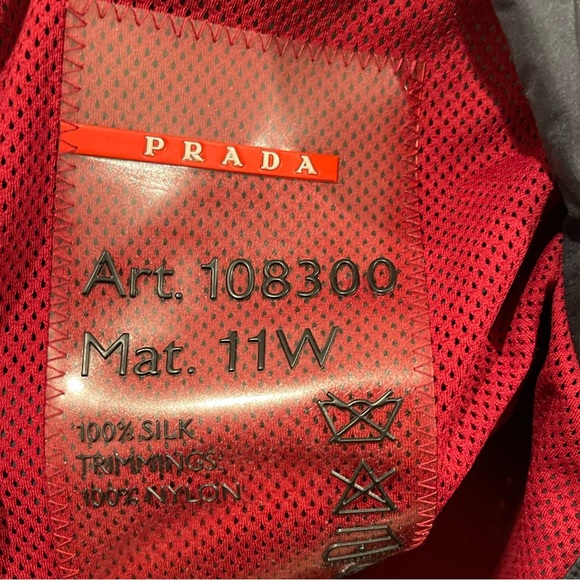 PRADA
Art. 108300
Mat. 11W
100% SILK
TRIMMINGS:
100% NYLON